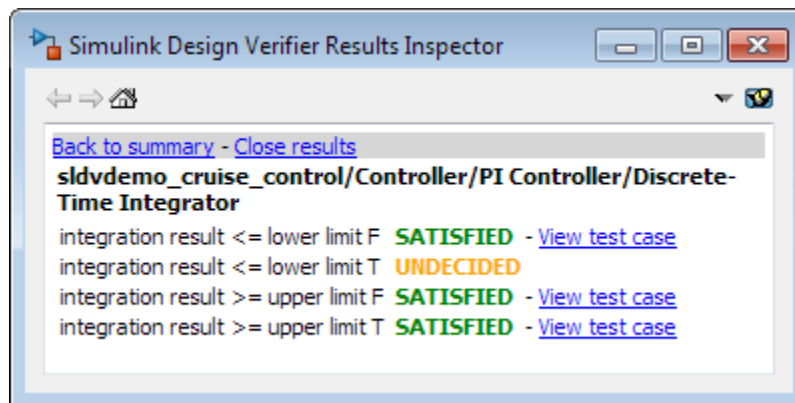 Simulink Design Verifier Results Inspector
Back to summary - Close results
sldvdemo_cruise_control/Controller/PI Controller/Discrete-
Time Integrator
integration result <= lower limit F SATISFIED - View test case
integration result <= lower limit T UNDECIDED
integration result >= upper limit F SATISFIED - View test case
integration result >= upper limit T SATISFIED - View test case